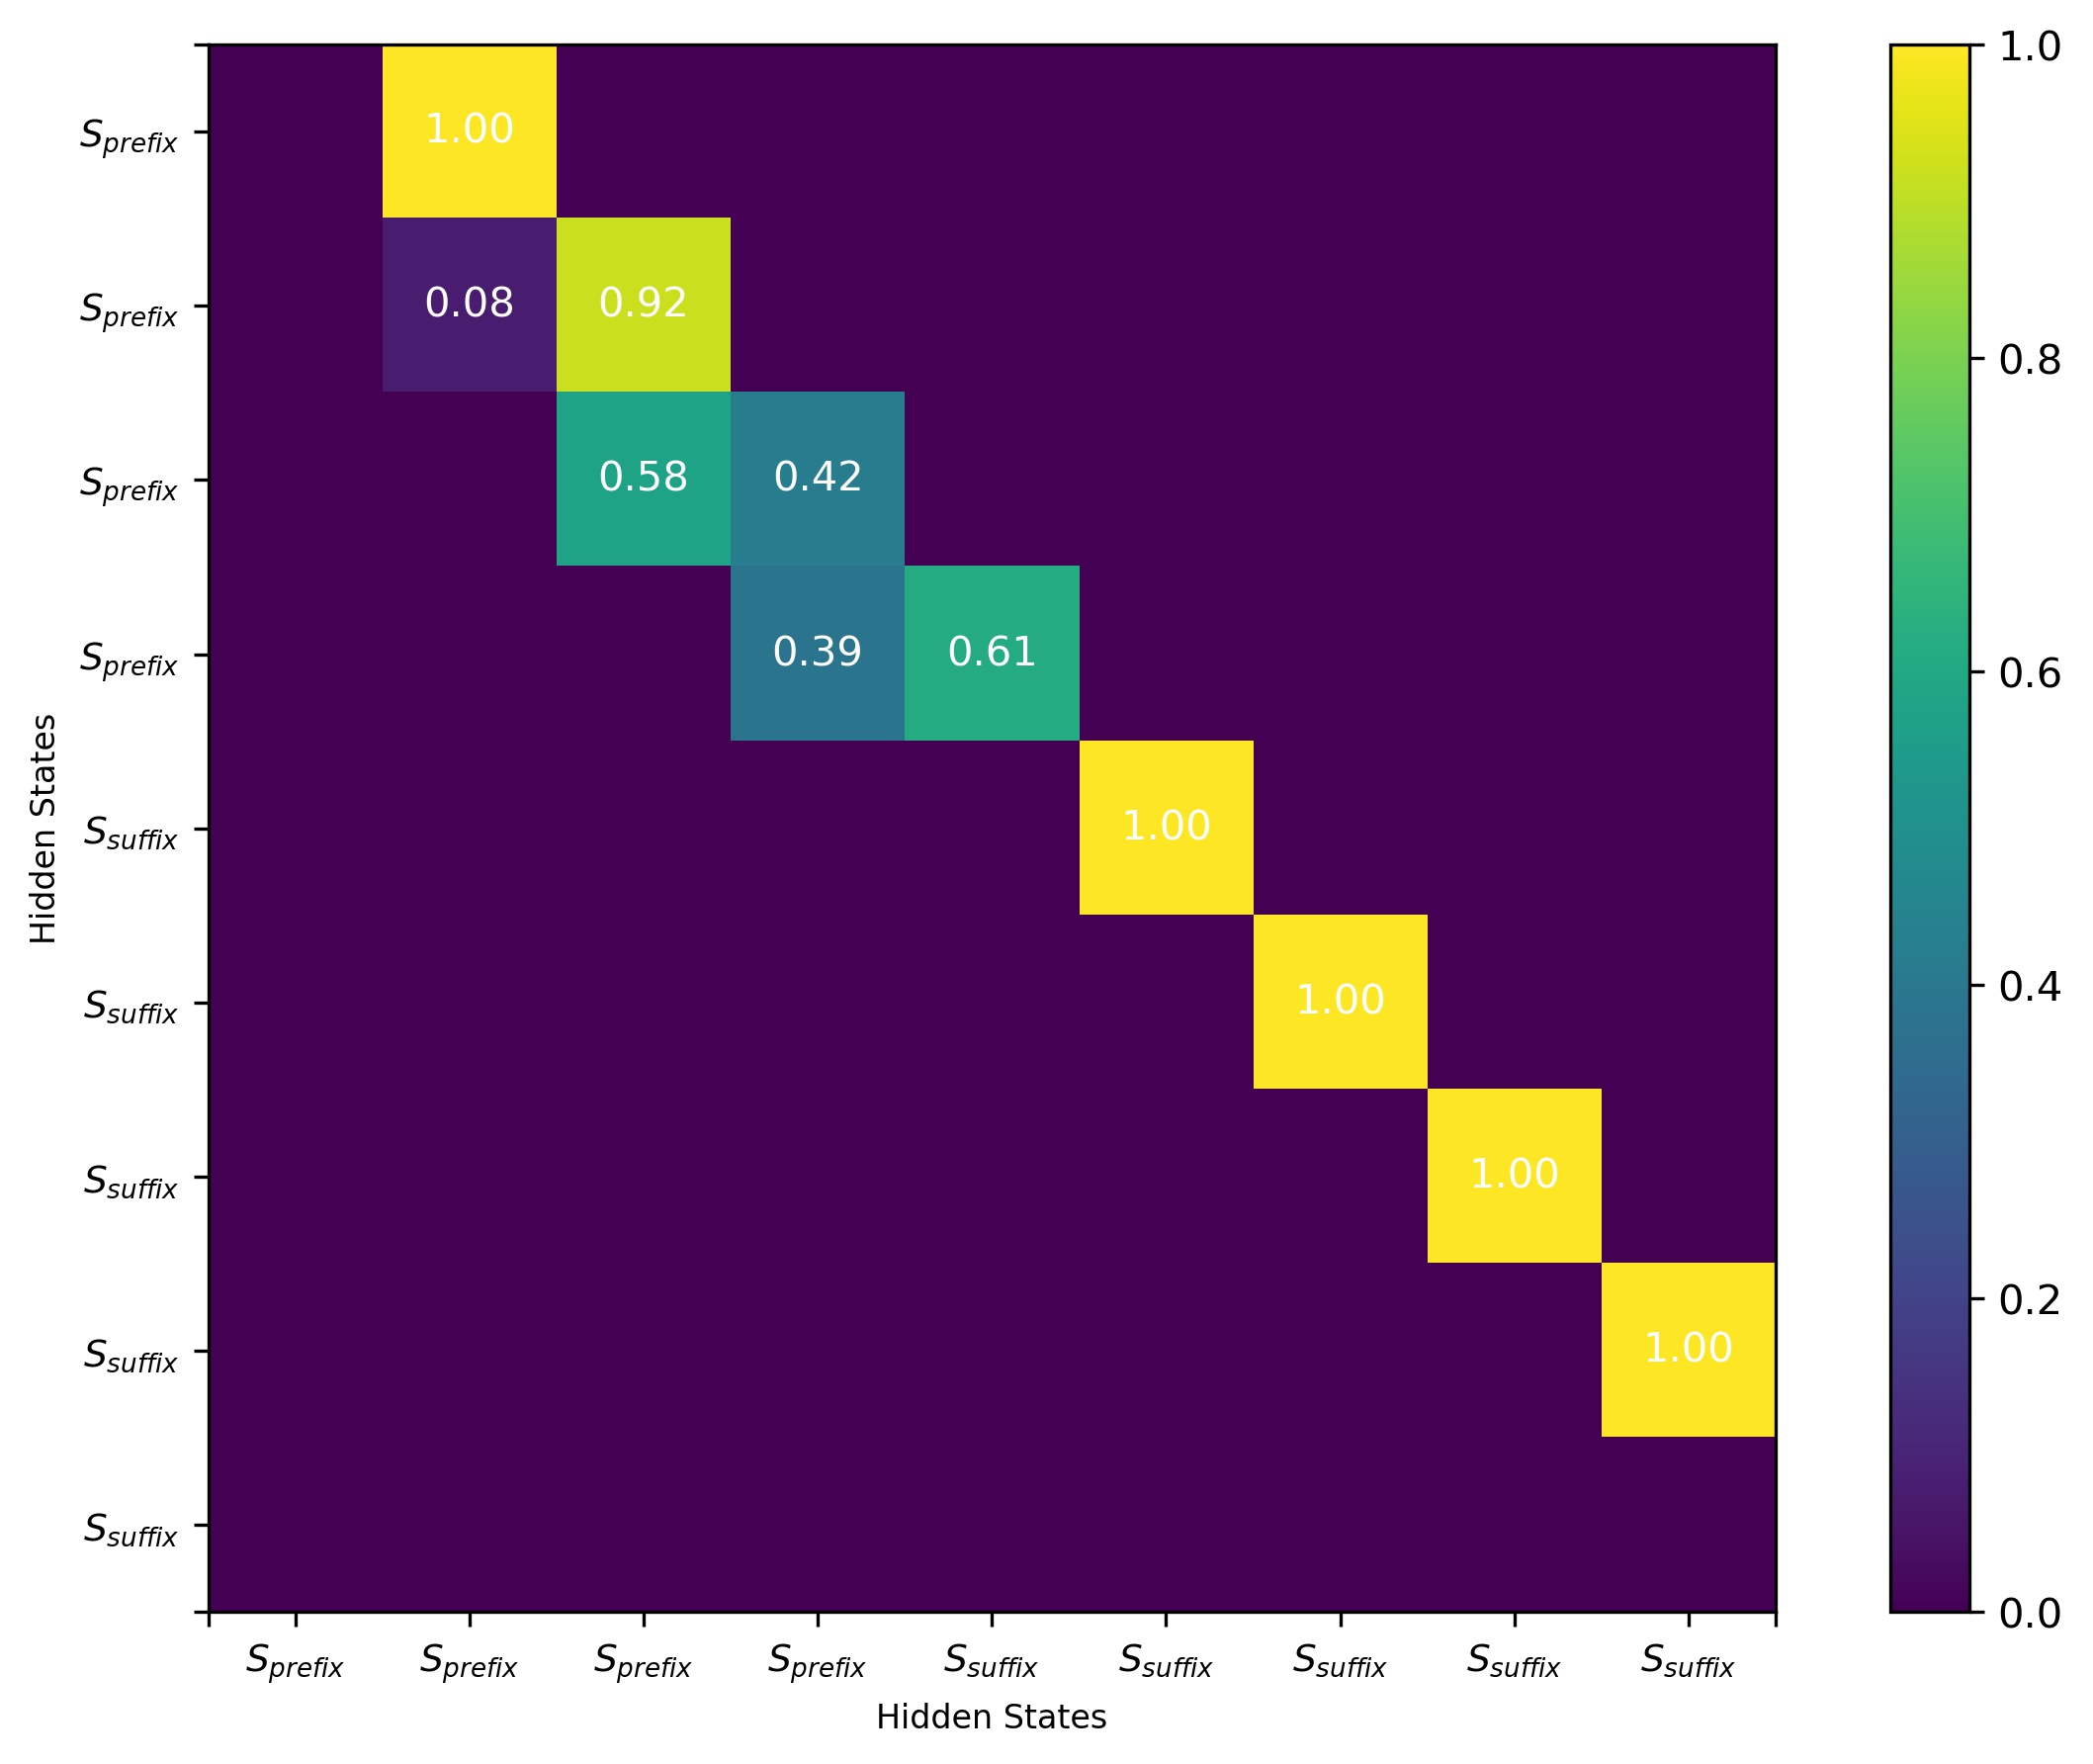 1.0
S_prefix 1.00
S_prefix 0.08 0.92
0.8
S_prefix 0.58 0.42
S_prefix 0.39 0.61
0.6
Hidden States
S_suffix 1.00
S_suffix 1.00
0.4
S_suffix 1.00
0.2
S_suffix 1.00
S_suffix
0.0
S_prefix S_prefix S_prefix S_prefix S_suffix S_suffix S_suffix S_suffix S_suffix
Hidden States